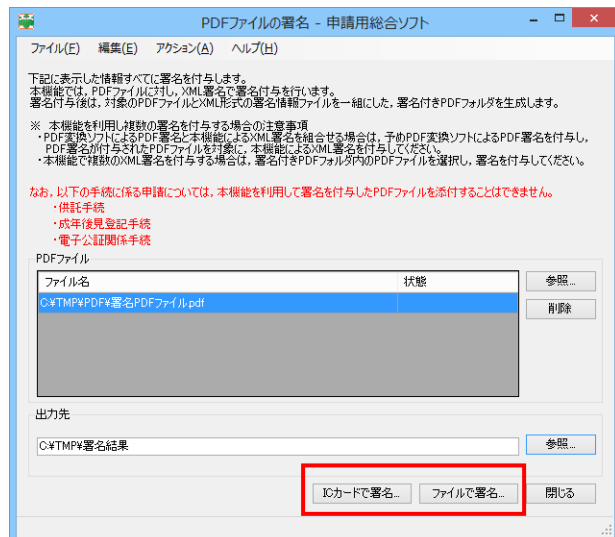 PDFファイルの署名 - 申請用総合ソフト
ファイル(F) 編集(E) アクション(A) ヘルプ(H)
下記に表示した情報すべてに署名を付与します。
本機能では，PDFファイルに対し，XML署名で署名付与を行います。
署名付与後は，対象のPDFファイルとXML形式の署名情報ファイルを一組にした，署名付きPDFフォルダを生成します。
※ 本機能を利用し複数の署名を付与する場合の注意事項
・PDF変換ソフトによるPDF署名と本機能によるXML署名を組合せる場合は，予めPDF変換ソフトによるPDF署名を付与し，
PDF署名が付与されたPDFファイルを対象に，本機能によるXML署名を付与してください。
・本機能で複数のXML署名を付与する場合は，署名付きPDFフォルダ内のPDFファイルを選択し，署名を付与してください。
なお，以下の手続に係る申請については，本機能を利用して署名を付与したPDFファイルを添付することはできません。
・供託手続
・成年後見登記手続
・電子公証関係手続
PDFファイル
ファイル名 状態 参照...
C:¥TMP¥PDF¥署名PDFファイル.pdf 削除
出力先
C:¥TMP¥署名結果 参照...
ICカードで署名... ファイルで署名... 閉じる